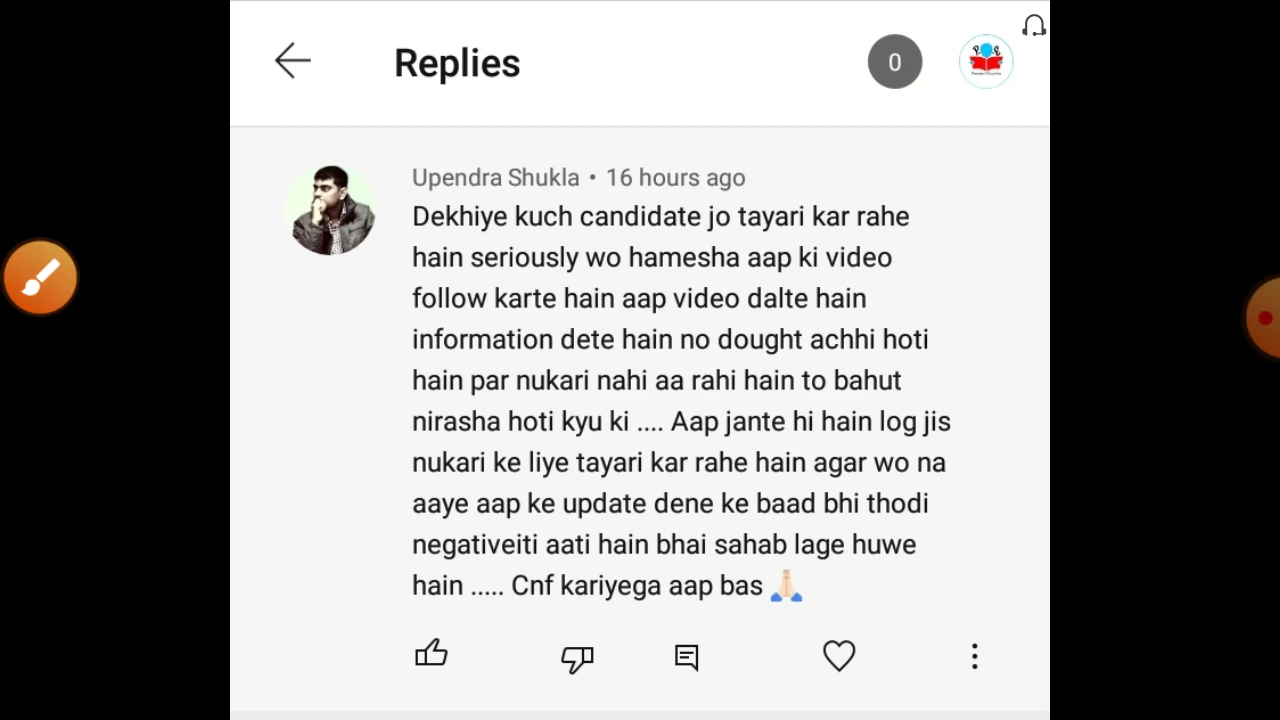 Replies
0
Upendra Shukla • 16 hours ago
Dekhiye kuch candidate jo tayari kar rahe
hain seriously wo hamesha aap ki video
follow karte hain aap video dalte hain
information dete hain no dought achhi hoti
hain par nukari nahi aa rahi hain to bahut
nirasha hoti kyu ki .... Aap jante hi hain log jis
nukari ke liye tayari kar rahe hain agar wo na
aaye aap ke update dene ke baad bhi thodi
negativeiti aati hain bhai sahab lage huwe
hain ..... Cnf kariyega aap bas 🙏🏻